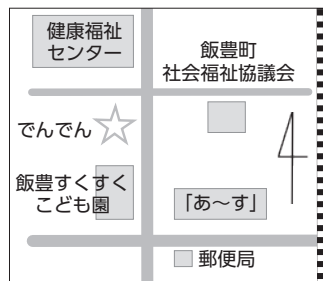 健康福祉
センター
飯豊町
社会福祉協議会
でんでん
飯豊すくすく
こども園
「あ～す」
郵便局